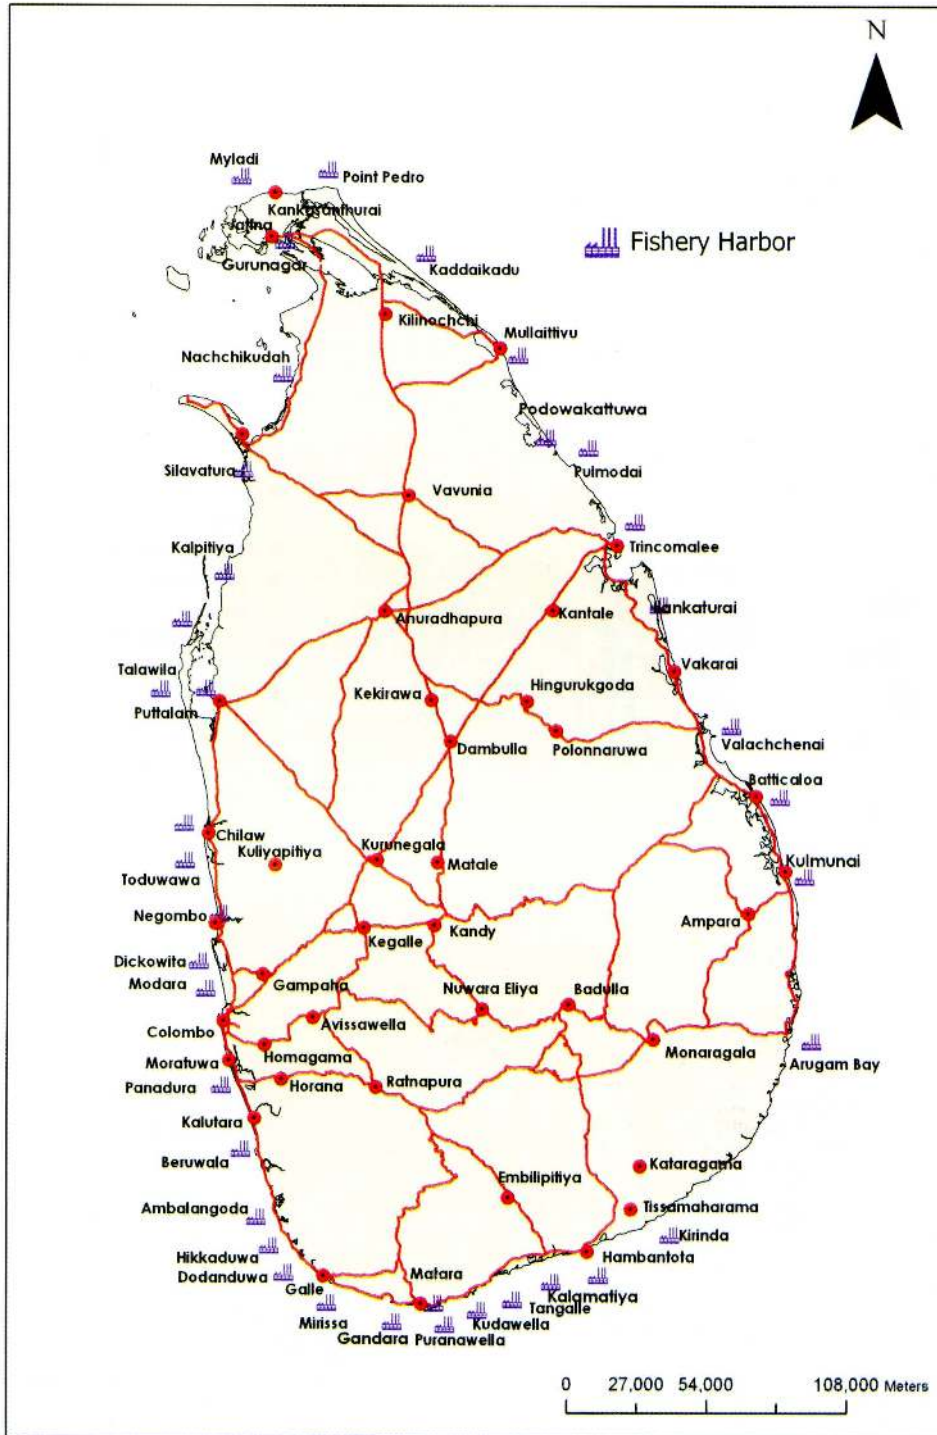 N
Myladi
Point Pedro
Kankasanthurai
Jaffna
Fishery Harbor
Gurunagar
Kaddaikadu
Kilinochchi
Mullaittivu
Nachchikudah
Podowakattuwa
Silavatura
Pulmodai
Vavunia
Kalpitiya
Trincomalee
Anuradhapura
Kantale
Lankaturai
Talawila
Vakarai
Kekirawa
Hingurukgoda
Puttalam
Dambulla
Polonnaruwa
Valachchenai
Batticaloa
Chilaw
Kuliyapitiya
Kurunegala
Matale
Kulmunai
Toduwawa
Negombo
Kegalle
Kandy
Ampara
Dickowita
Modara
Gampaha
Nuwara Eliya
Badulla
Colombo
Avissawella
Moratuwa
Homagama
Monaragala
Arugam Bay
Panadura
Horana
Ratnapura
Kalutara
Beruwala
Kataragama
Embilipitiya
Ambalangoda
Tissamaharama
Kirinda
Hikkaduwa
Hambantota
Dodanduwa
Galle
Matara
Kalamatiya
Tangalle
Mirissa
Kudawella
Gandara
Puranawella
0 27,000 54,000 108,000 Meters